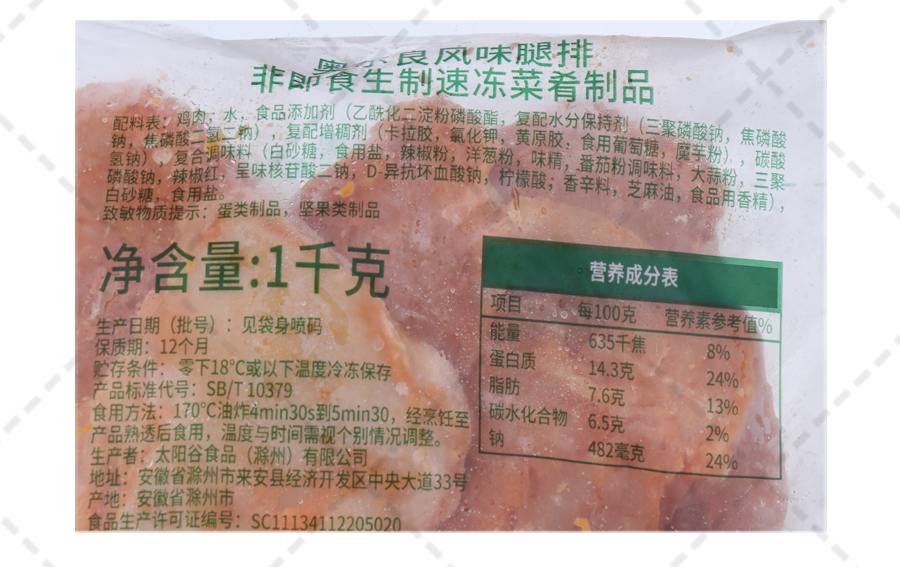 奥尔良风味腿排
非即食生制速冻菜肴制品
配料表：鸡肉，水，食品添加剂（乙酰化二淀粉磷酸酯，复配水分保持剂（三聚磷酸钠，焦磷酸
钠，焦磷酸二氢二钠），复配增稠剂（卡拉胶，氯化钾，黄原胶，食用葡萄糖，魔芋粉），碳酸
氢钠），复合调味料（白砂糖，食用盐，辣椒粉，洋葱粉，味精，番茄粉调味料，大蒜粉，三聚
磷酸钠，辣椒红，呈味核苷酸二钠，D-异抗坏血酸钠，柠檬酸，香辛料，芝麻油，食品用香精），
白砂糖，食用盐。
致敏物质提示：蛋类制品，坚果类制品
净含量:1千克
生产日期（批号）：见袋身喷码
保质期：12个月
贮存条件：零下18℃或以下温度冷冻保存
产品标准代号：SB/T 10379
食用方法：170℃油炸4min30s到5min30，经烹饪至
产品熟透后食用，温度与时间需视个别情况调整。
生产者：太阳谷食品（滁州）有限公司
地址：安徽省滁州市来安县经济开发区中央大道33号
产地：安徽省滁州市
食品生产许可证编号：SC11134112205020
营养成分表
项目 每100克 营养素参考值%
能量 635千焦 8%
蛋白质 14.3克 24%
脂肪 7.6克 13%
碳水化合物 6.5克 2%
钠 482毫克 24%